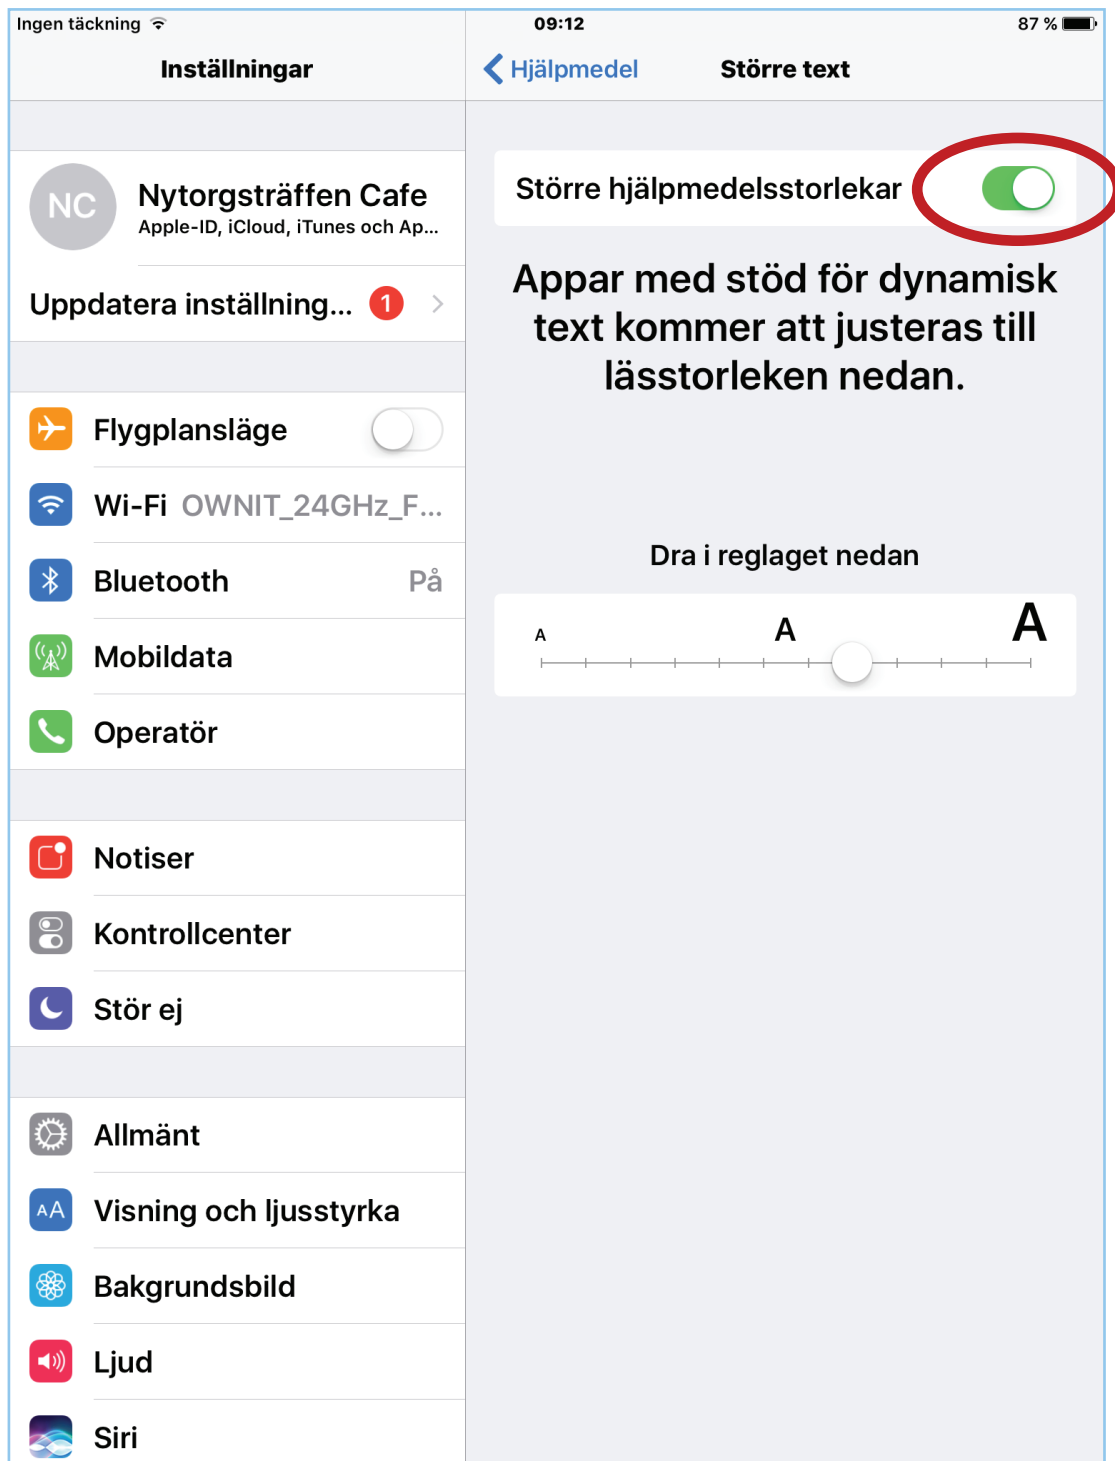 Ingen täckning
09:12
87 %
Inställningar
Hjälpmedel
Större text
NC
Nytorgsträffen Cafe
Apple-ID, iCloud, iTunes och Ap...
Uppdatera inställning... 1
Flygplansläge
Wi-Fi OWNIT_24GHz_F...
Bluetooth På
Mobildata
Operatör
Notiser
Kontrollcenter
Stör ej
Allmänt
AA Visning och ljusstyrka
Bakgrundsbild
Ljud
Siri
Större hjälpmedelsstorlekar
Appar med stöd för dynamisk
text kommer att justeras till
lässtorleken nedan.
Dra i reglaget nedan
A A A